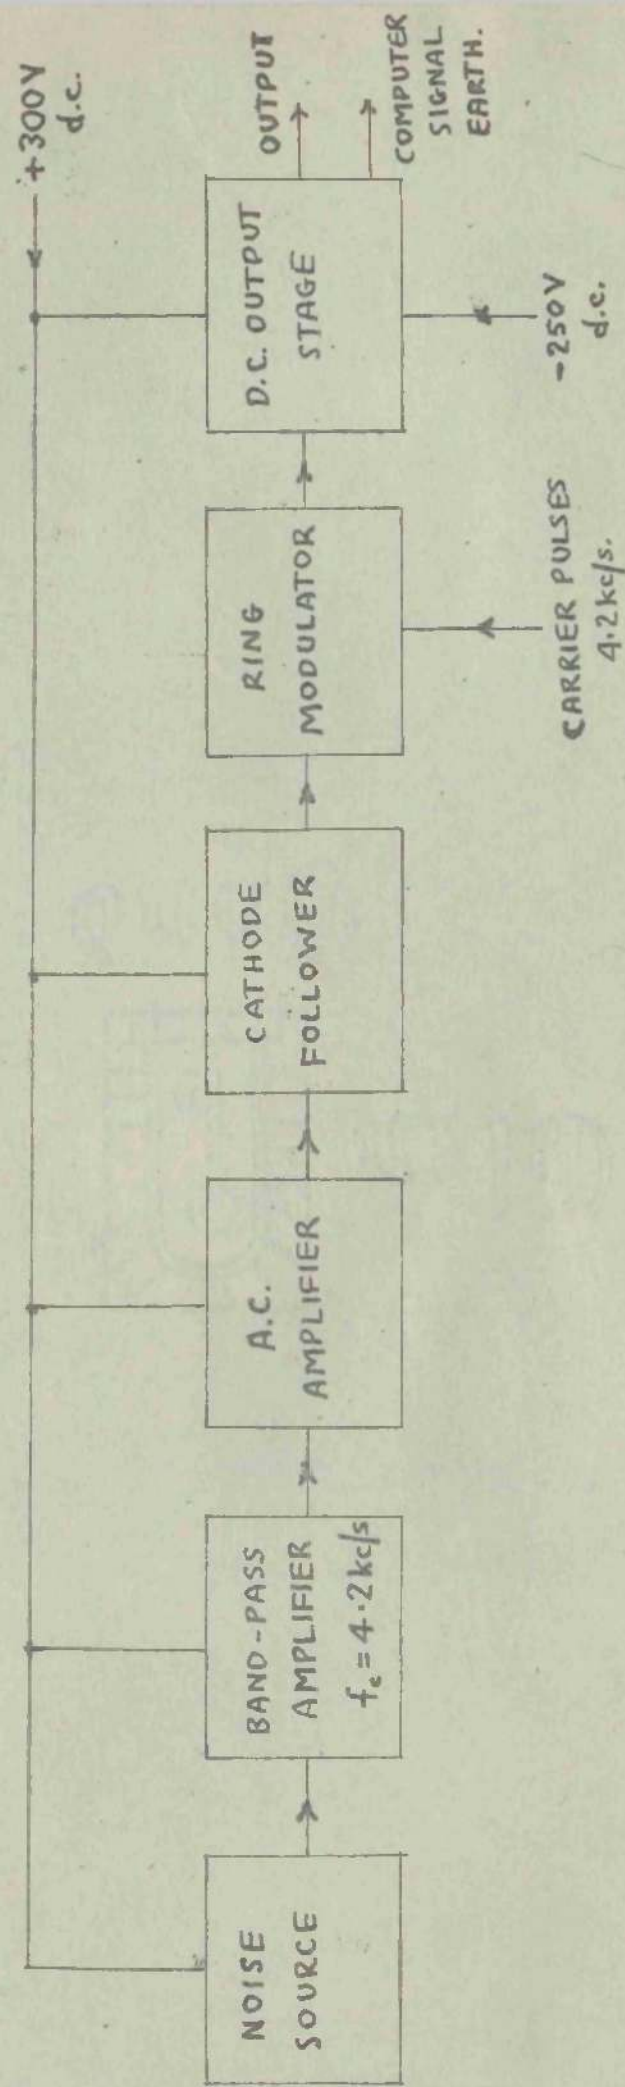 +300V
d.c.
NOISE
SOURCE
BAND-PASS
AMPLIFIER
fc = 4.2kc/s
A.C.
AMPLIFIER
CATHODE
FOLLOWER
RING
MODULATOR
D.C. OUTPUT
STAGE
OUTPUT
COMPUTER
SIGNAL
EARTH.
CARRIER PULSES
4.2kc/s.
-250V
d.c.